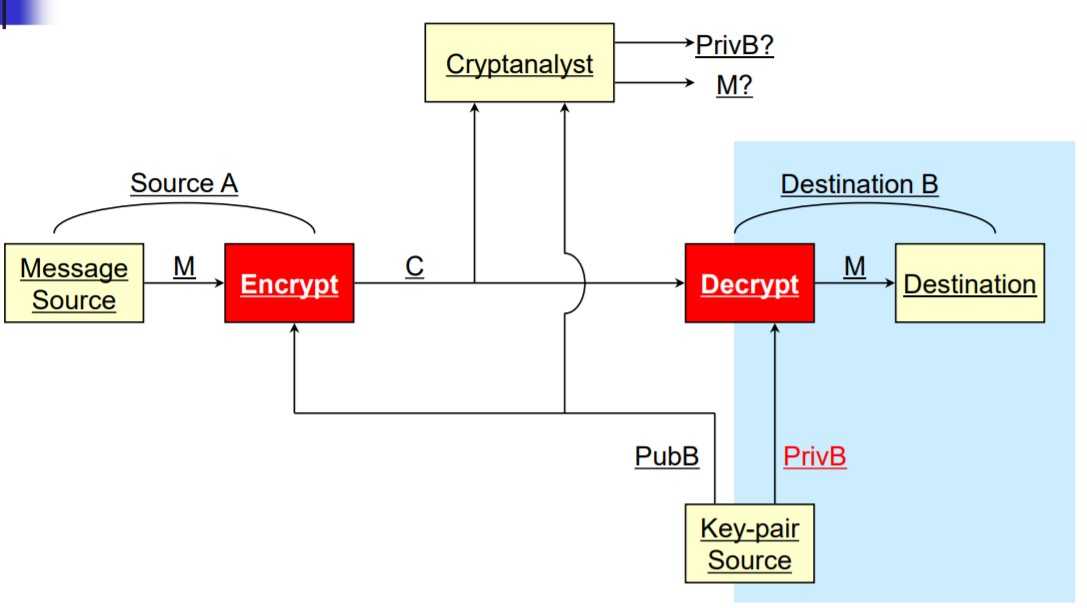 Cryptanalyst
PrivB?
M?
Source A
Destination B
Message
Source
M
Encrypt
C
Decrypt
M
Destination
PubB
PrivB
Key-pair
Source